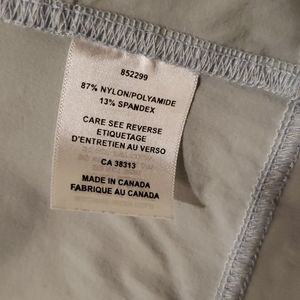 852299
87% NYLON/POLYAMIDE
13% SPANDEX
CARE SEE REVERSE
ETIQUETAGE
D'ENTRETIEN AU VERSO
CA 38313
MADE IN CANADA
FABRIQUE AU CANADA